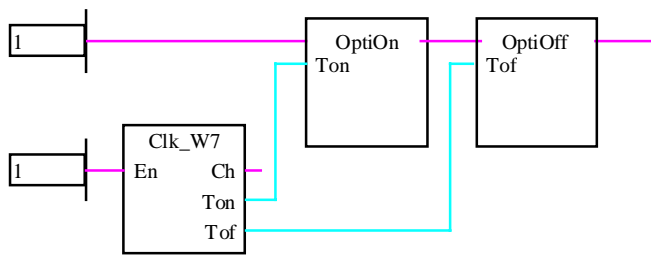 1
OptiOn
Ton
OptiOff
Tof
1
Clk_W7
En
Ch
Ton
Tof